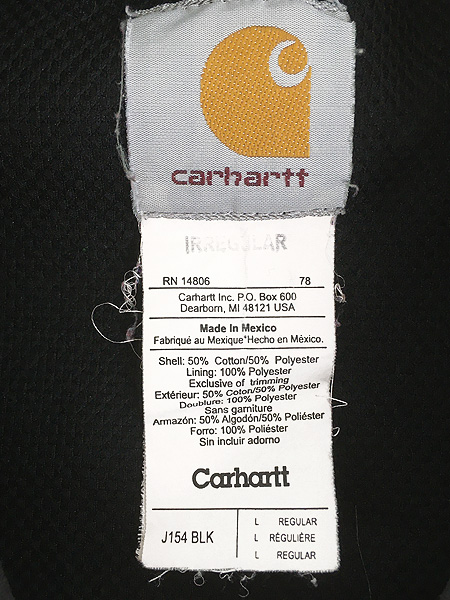 carhartt
IRREGULAR
RN 14806 78
Carhartt Inc. P.O. Box 600
Dearborn, MI 48121 USA
Made In Mexico
Fabriqué au Mexique*Hecho en México.
Shell: 50% Cotton/50% Polyester
Lining: 100% Polyester
Exclusive of trimming
Extérieur: 50% Coton/50% Polyester
Doublure: 100% Polyester
Sans garniture
Armazón: 50% Algodón/50% Poliéster
Forro: 100% Poliéster
Sin incluir adorno
Carhartt
J154 BLK
L REGULAR
L RÉGULIÈRE
L REGULAR